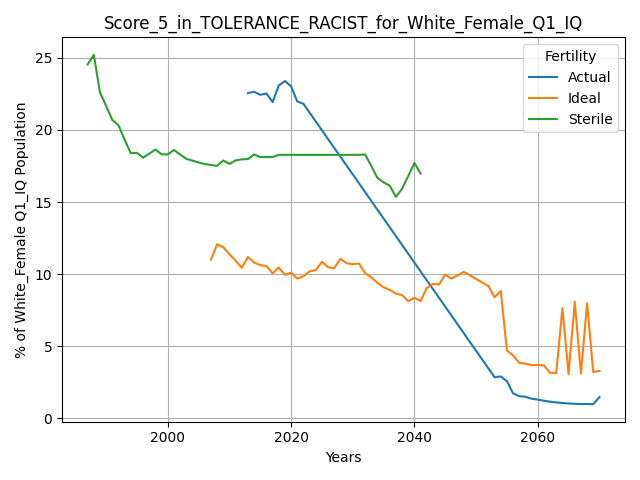 Score_5_in_TOLERANCE_RACIST_for_White_Female_Q1_IQ
Fertility
Actual
Ideal
Sterile
% of White_Female Q1_IQ Population
25
20
15
10
5
0
2000
2020
2040
2060
Years